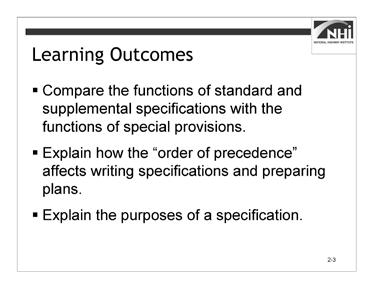 NHI
NATIONAL HIGHWAY INSTITUTE
Learning Outcomes
▪ Compare the functions of standard and
supplemental specifications with the
functions of special provisions.
▪ Explain how the “order of precedence”
affects writing specifications and preparing
plans.
▪ Explain the purposes of a specification.
2-3